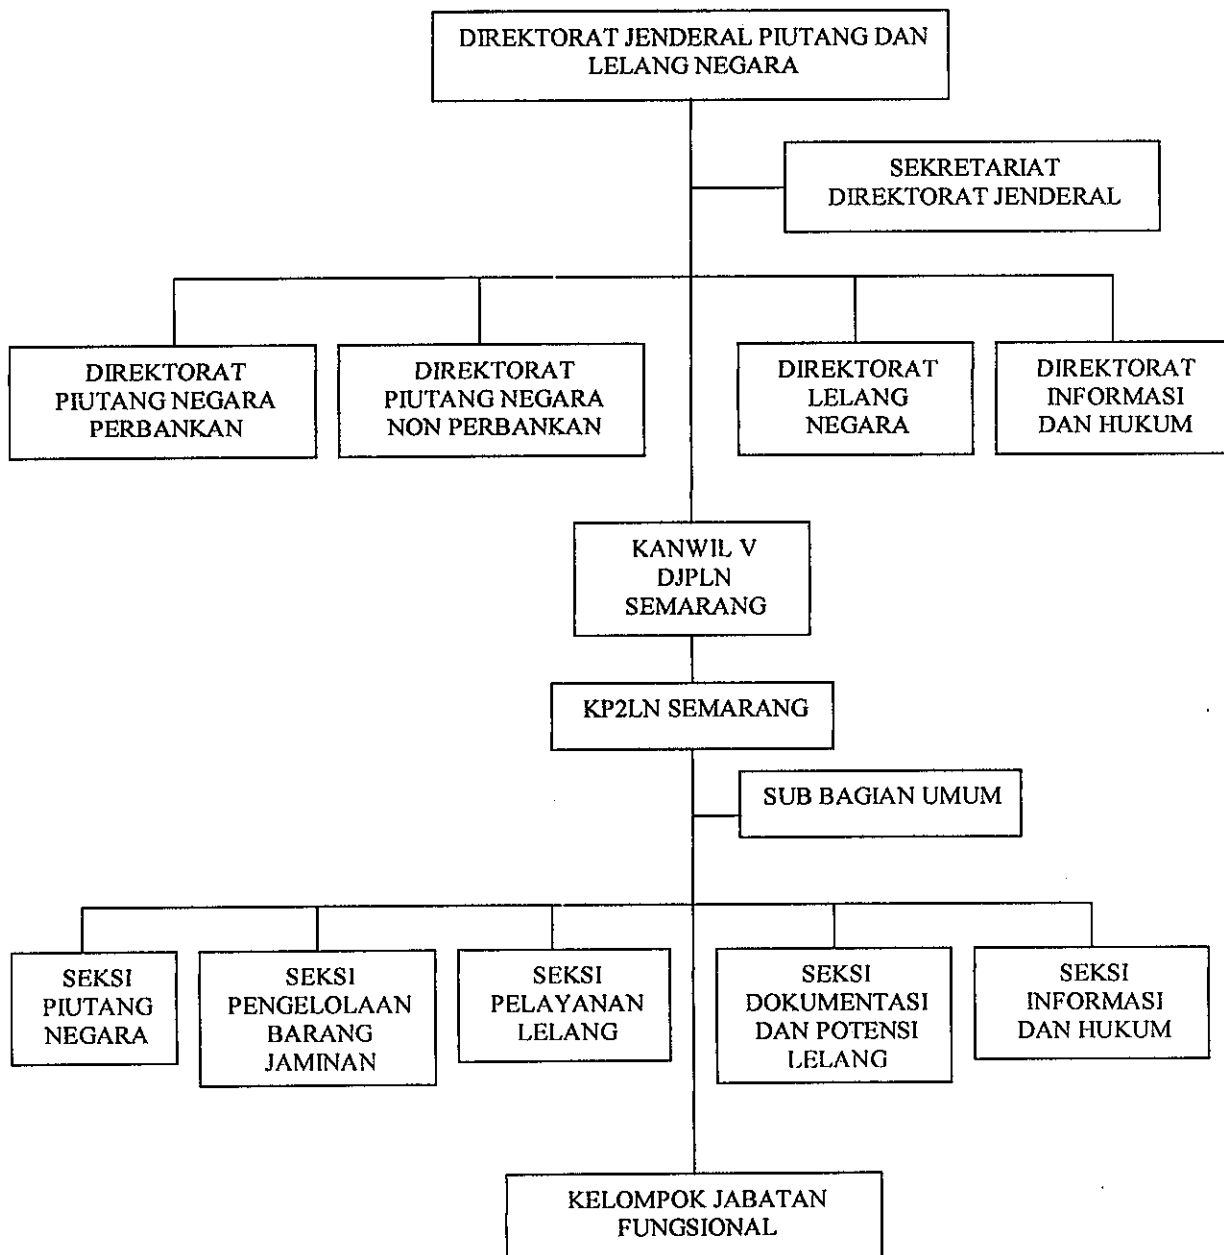 DIREKTORAT JENDERAL PIUTANG DAN
LELANG NEGARA
SEKRETARIAT
DIREKTORAT JENDERAL
DIREKTORAT
PIUTANG NEGARA
PERBANKAN
DIREKTORAT
PIUTANG NEGARA
NON PERBANKAN
DIREKTORAT
LELANG
NEGARA
DIREKTORAT
INFORMASI
DAN HUKUM
KANWIL V
DJPLN
SEMARANG
KP2LN SEMARANG
SUB BAGIAN UMUM
SEKSI
PIUTANG
NEGARA
SEKSI
PENGELOLAAN
BARANG
JAMINAN
SEKSI
PELAYANAN
LELANG
SEKSI
DOKUMENTASI
DAN POTENSI
LELANG
SEKSI
INFORMASI
DAN HUKUM
KELOMPOK JABATAN
FUNGSIONAL